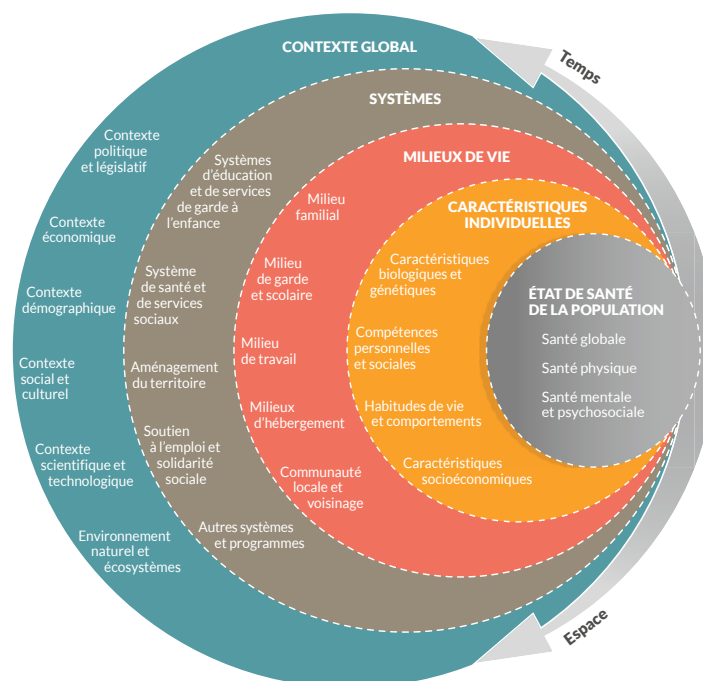 CONTEXTE GLOBAL
Temps
SYSTÈMES
MILIEUX DE VIE
CARACTÉRISTIQUES
INDIVIDUELLES
ÉTAT DE SANTÉ
DE LA POPULATION
Santé globale
Santé physique
Santé mentale
et psychosociale
Contexte
politique
et législatif
Contexte
économique
Contexte
démographique
Contexte
social et
culturel
Contexte
scientifique et
technologique
Environnement
naturel et
écosystèmes
Systèmes
d'éducation
et de services
de garde à
l'enfance
Système
de santé et
de services
sociaux
Aménagement
du territoire
Soutien
à l'emploi et
solidarité
sociale
Autres systèmes
et programmes
Milieu
familial
Milieu
de garde
et scolaire
Milieu
de travail
Milieux
d'hébergement
Communauté
locale et
voisinage
Caractéristiques
biologiques et
génétiques
Compétences
personnelles
et sociales
Habitudes de vie
et comportements
Caractéristiques
socioéconomiques
Espace